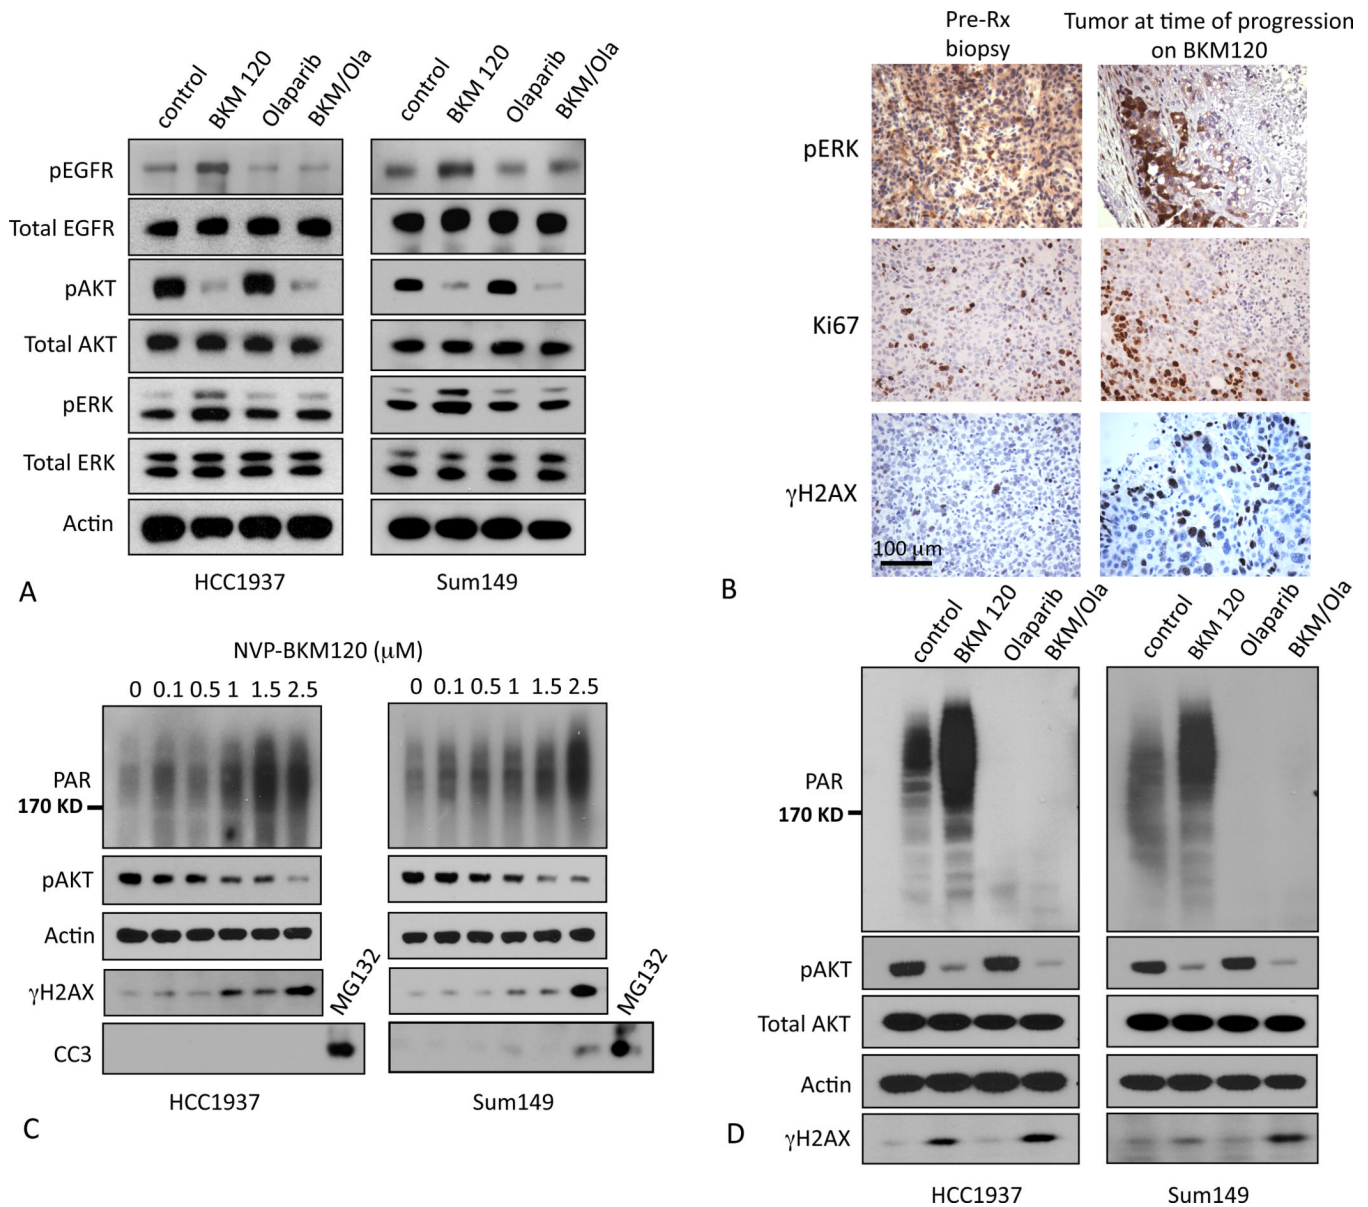 control
BKM 120
Olaparib
BKM/Ola
control
BKM 120
Olaparib
BKM/Ola
pEGFR
Total EGFR
pAKT
Total AKT
pERK
Total ERK
Actin
HCC1937
Sum149
A
Pre-Rx
biopsy
Tumor at time of progression
on BKM120
pERK
Ki67
γH2AX
100 μm
B
NVP-BKM120 (μM)
0 0.1 0.5 1 1.5 2.5
0 0.1 0.5 1 1.5 2.5
PAR
170 KD
pAKT
Actin
γH2AX
MG132
MG132
CC3
HCC1937
Sum149
C
control
BKM 120
Olaparib
BKM/Ola
control
BKM 120
Olaparib
BKM/Ola
PAR
170 KD
pAKT
Total AKT
Actin
γH2AX
HCC1937
Sum149
D